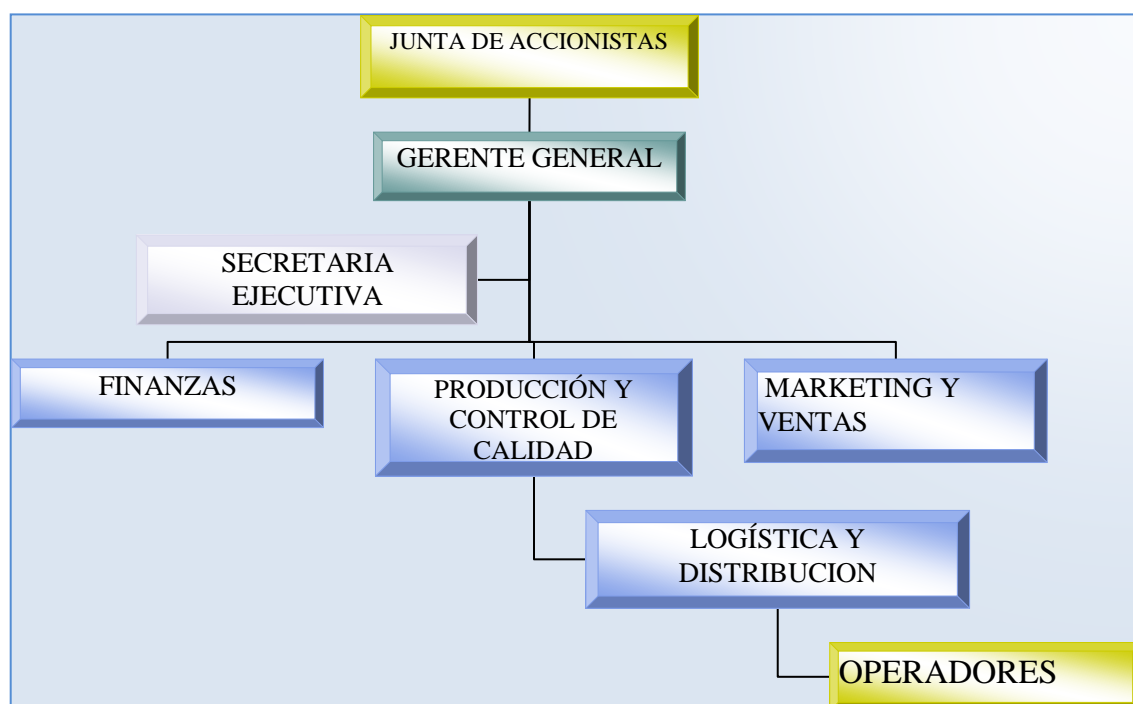 JUNTA DE ACCIONISTAS
GERENTE GENERAL
SECRETARIA
EJECUTIVA
FINANZAS
PRODUCCIÓN Y
CONTROL DE
CALIDAD
MARKETING Y
VENTAS
LOGÍSTICA Y
DISTRIBUCION
OPERADORES